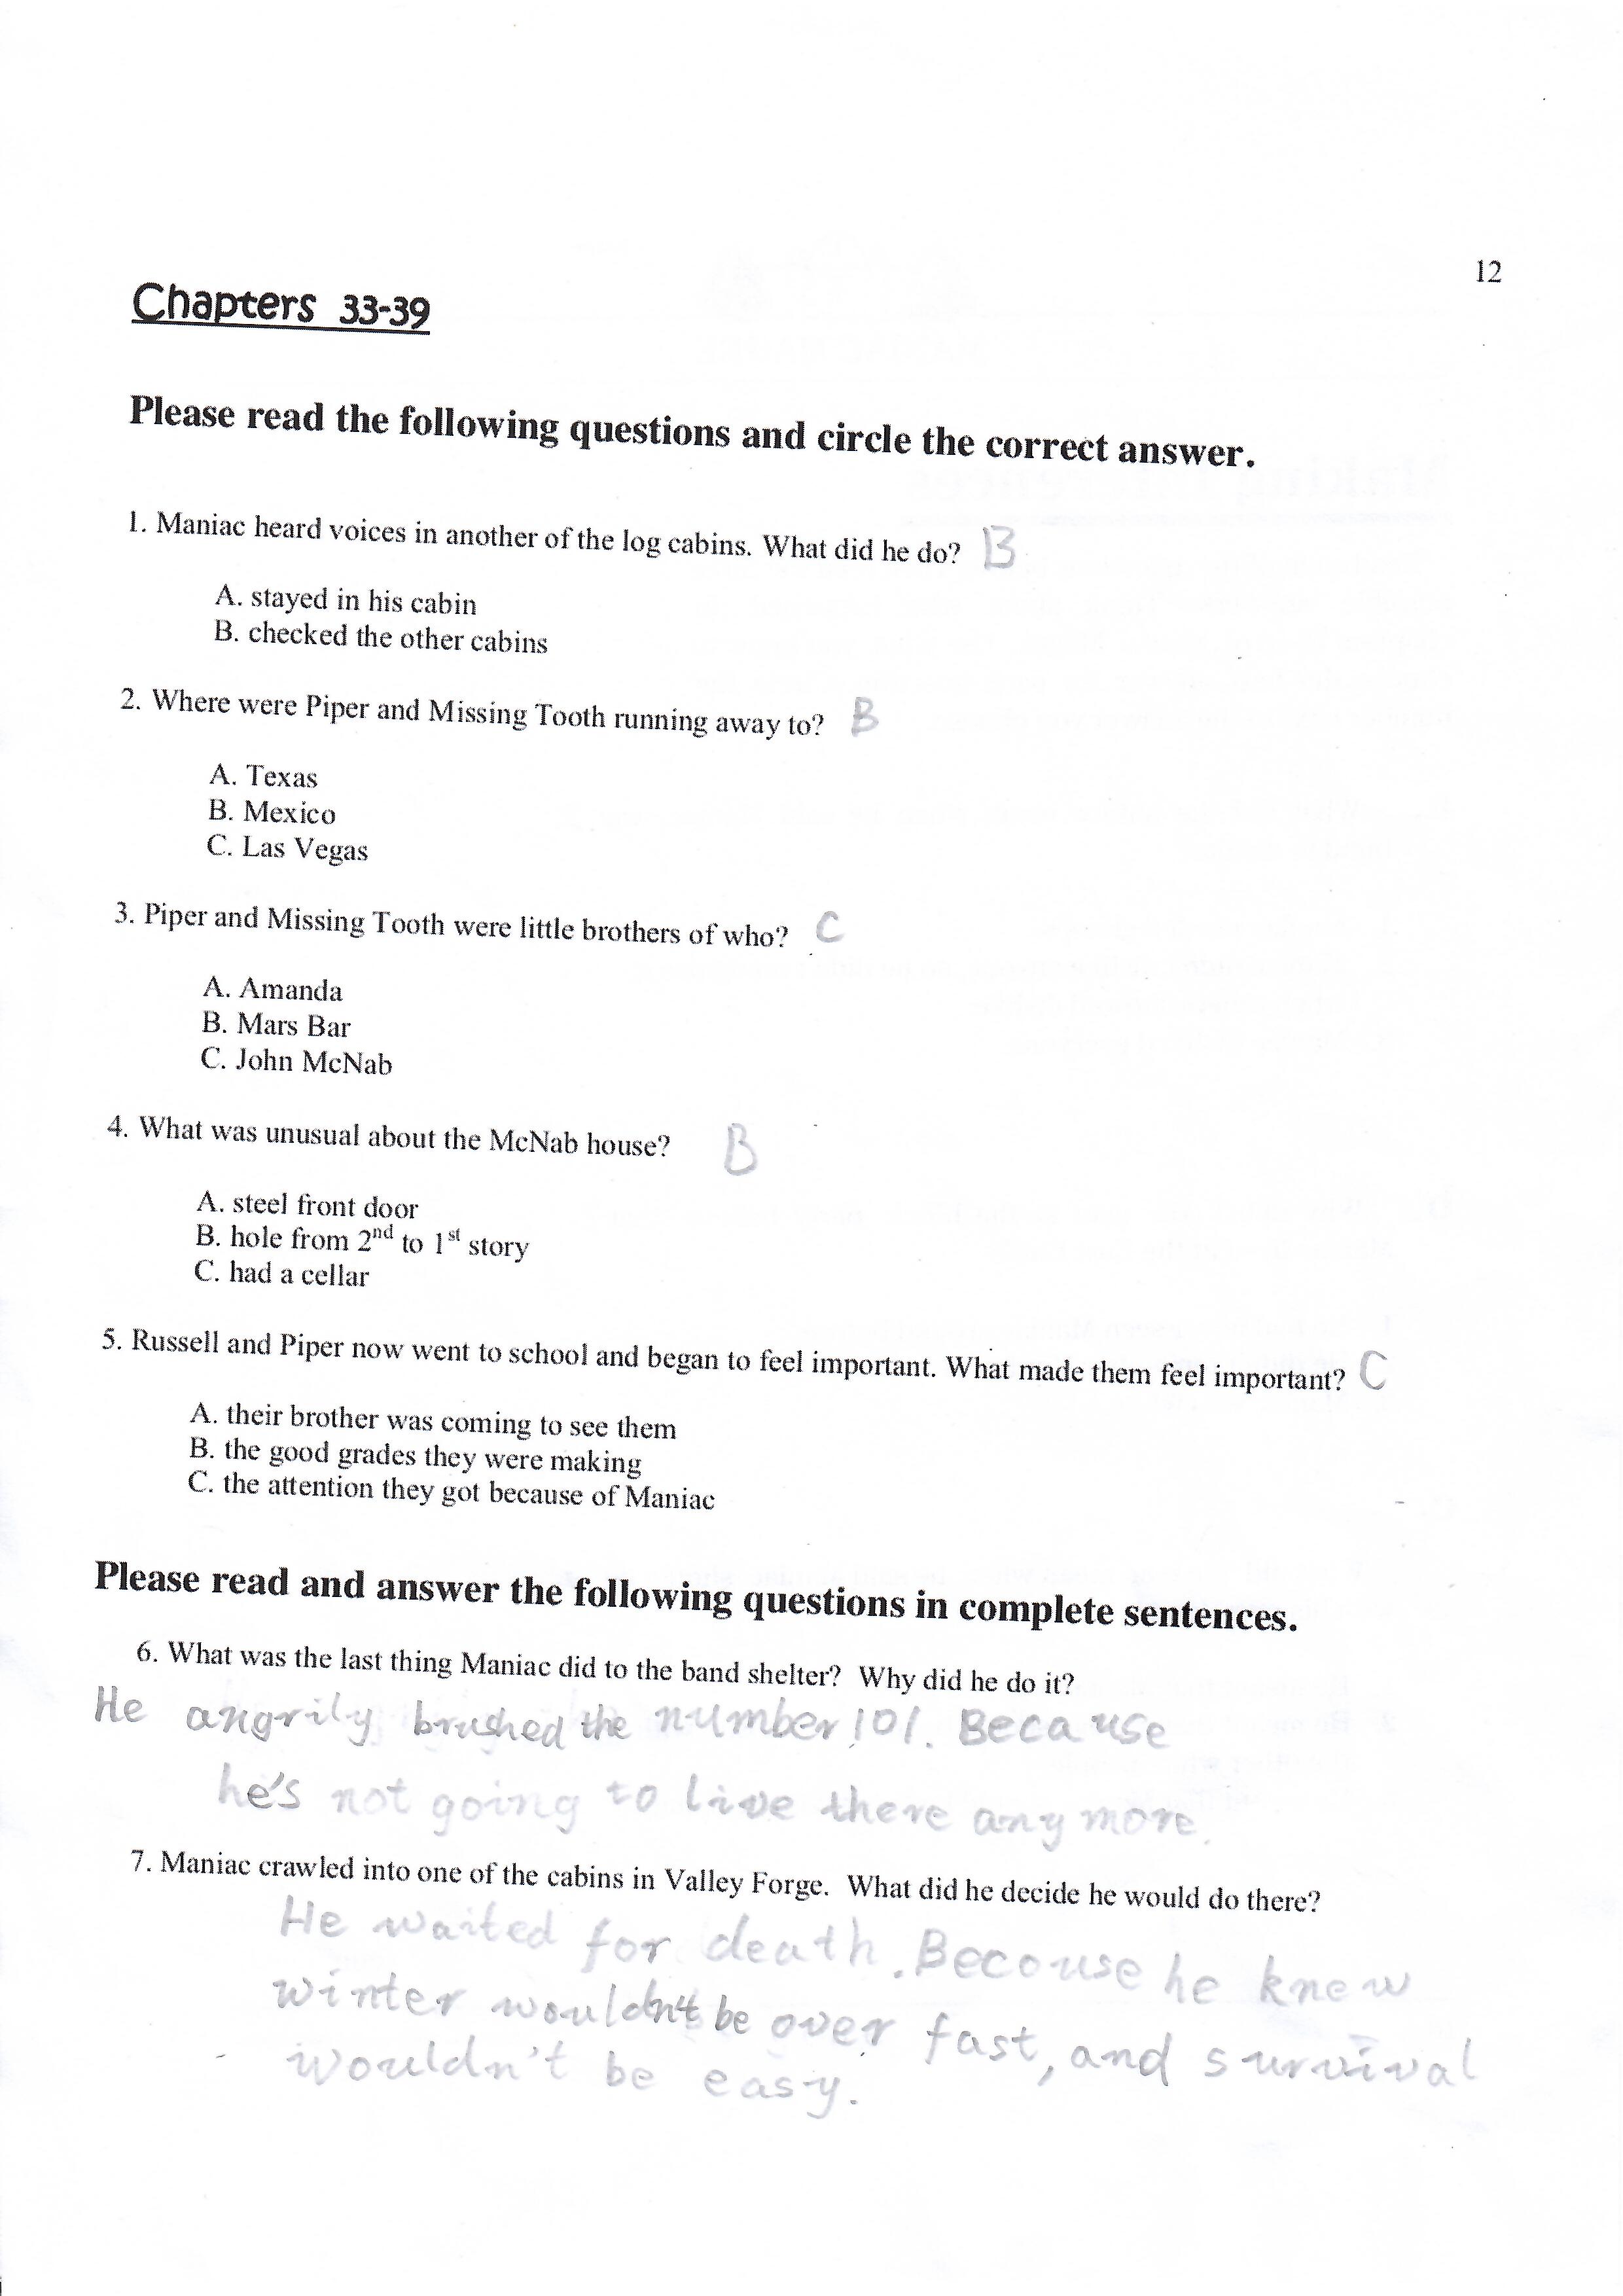 12
Chapters 33-39
Please read the following questions and circle the correct answer.
1. Maniac heard voices in another of the log cabins. What did he do? B
A. stayed in his cabin
B. checked the other cabins
2. Where were Piper and Missing Tooth running away to? B
A. Texas
B. Mexico
C. Las Vegas
3. Piper and Missing Tooth were little brothers of who? C
A. Amanda
B. Mars Bar
C. John McNab
4. What was unusual about the McNab house? B
A. steel front door
B. hole from 2nd to 1st story
C. had a cellar
5. Russell and Piper now went to school and began to feel important. What made them feel important? C
A. their brother was coming to see them
B. the good grades they were making
C. the attention they got because of Maniac
Please read and answer the following questions in complete sentences.
6. What was the last thing Maniac did to the band shelter? Why did he do it?
He angrily brushed the number 101. Because
he's not going to live there any more.
7. Maniac crawled into one of the cabins in Valley Forge. What did he decide he would do there?
He waited for death. Becouse he knew
winter wouldn't be over fast, and survival
wouldn't be easy.